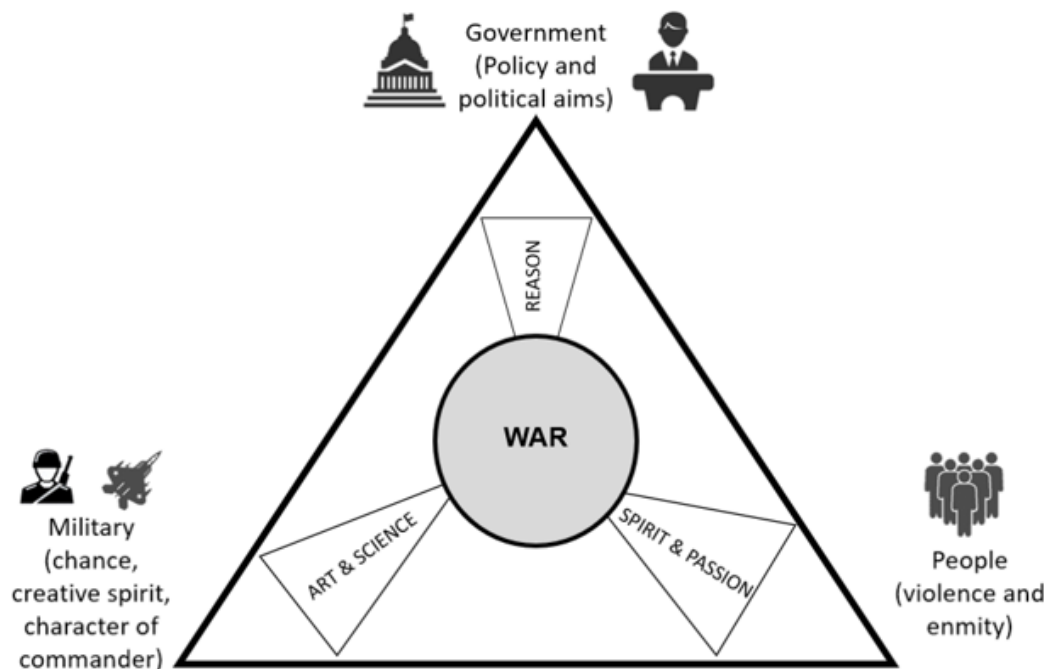 Government
(Policy and
political aims)
REASON
WAR
ART & SCIENCE
SPIRIT & PASSION
Military
(chance,
creative spirit,
character of
commander)
People
(violence and
enmity)